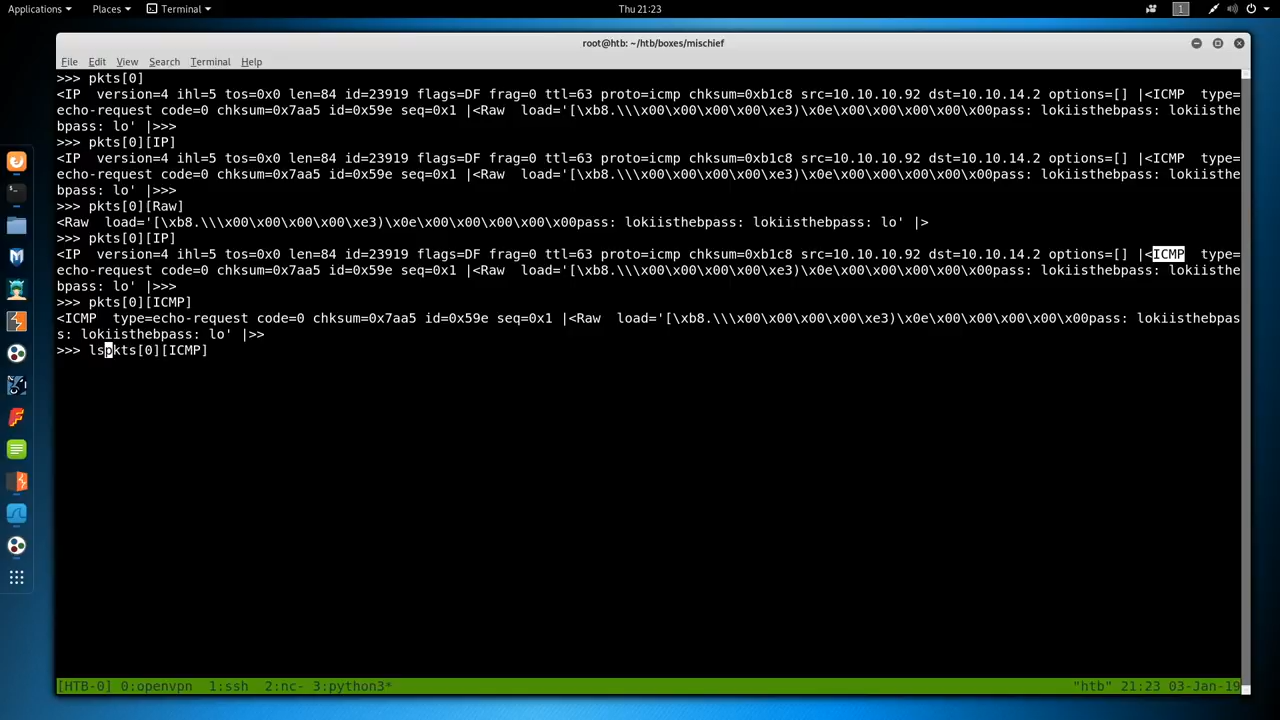 Applications Places Terminal Thu 21:23 1
root@htb: ~/htb/boxes/mischief
File Edit View Search Terminal Help
>>> pkts[0]
<IP  version=4 ihl=5 tos=0x0 len=84 id=23919 flags=DF frag=0 ttl=63 proto=icmp chksum=0xb1c8 src=10.10.10.92 dst=10.10.14.2 options=[] |<ICMP  type=
echo-request code=0 chksum=0x7aa5 id=0x59e seq=0x1 |<Raw  load='[\xb8.\\\x00\x00\x00\x00\xe3)\x0e\x00\x00\x00\x00\x00pass: lokiisthebpass: lokiisthe
bpass: lo' |>>>
>>> pkts[0][IP]
<IP  version=4 ihl=5 tos=0x0 len=84 id=23919 flags=DF frag=0 ttl=63 proto=icmp chksum=0xb1c8 src=10.10.10.92 dst=10.10.14.2 options=[] |<ICMP  type=
echo-request code=0 chksum=0x7aa5 id=0x59e seq=0x1 |<Raw  load='[\xb8.\\\x00\x00\x00\x00\xe3)\x0e\x00\x00\x00\x00\x00pass: lokiisthebpass: lokiisthe
bpass: lo' |>>>
>>> pkts[0][Raw]
<Raw  load='[\xb8.\\\x00\x00\x00\x00\xe3)\x0e\x00\x00\x00\x00\x00pass: lokiisthebpass: lokiisthebpass: lo' |>
>>> pkts[0][IP]
<IP  version=4 ihl=5 tos=0x0 len=84 id=23919 flags=DF frag=0 ttl=63 proto=icmp chksum=0xb1c8 src=10.10.10.92 dst=10.10.14.2 options=[] |<ICMP  type=
echo-request code=0 chksum=0x7aa5 id=0x59e seq=0x1 |<Raw  load='[\xb8.\\\x00\x00\x00\x00\xe3)\x0e\x00\x00\x00\x00\x00pass: lokiisthebpass: lokiisthe
bpass: lo' |>>>
>>> pkts[0][ICMP]
<ICMP  type=echo-request code=0 chksum=0x7aa5 id=0x59e seq=0x1 |<Raw  load='[\xb8.\\\x00\x00\x00\x00\xe3)\x0e\x00\x00\x00\x00\x00pass: lokiisthebpas
s: lokiisthebpass: lo' |>>
>>> lspkts[0][ICMP]
[HTB-0] 0:openvpn  1:ssh  2:nc- 3:python3* "htb" 21:23 03-Jan-19